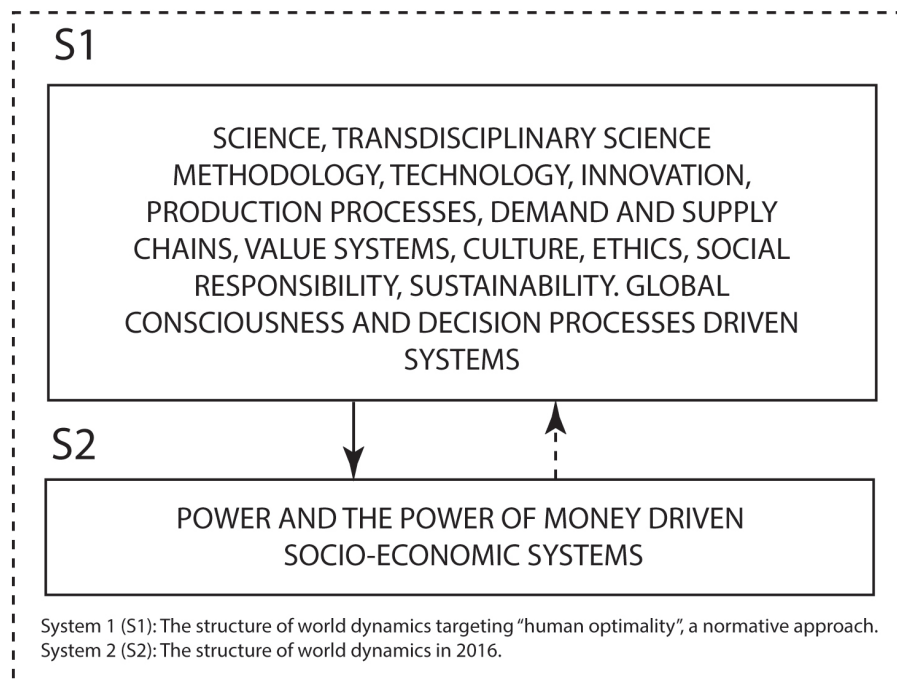 S1
SCIENCE, TRANSDISCIPLINARY SCIENCE
METHODOLOGY, TECHNOLOGY, INNOVATION,
PRODUCTION PROCESSES, DEMAND AND SUPPLY
CHAINS, VALUE SYSTEMS, CULTURE, ETHICS, SOCIAL
RESPONSIBILITY, SUSTAINABILITY. GLOBAL
CONSCIOUSNESS AND DECISION PROCESSES DRIVEN
SYSTEMS
S2
POWER AND THE POWER OF MONEY DRIVEN
SOCIO-ECONOMIC SYSTEMS
System 1 (S1): The structure of world dynamics targeting “human optimality”, a normative approach.
System 2 (S2): The structure of world dynamics in 2016.